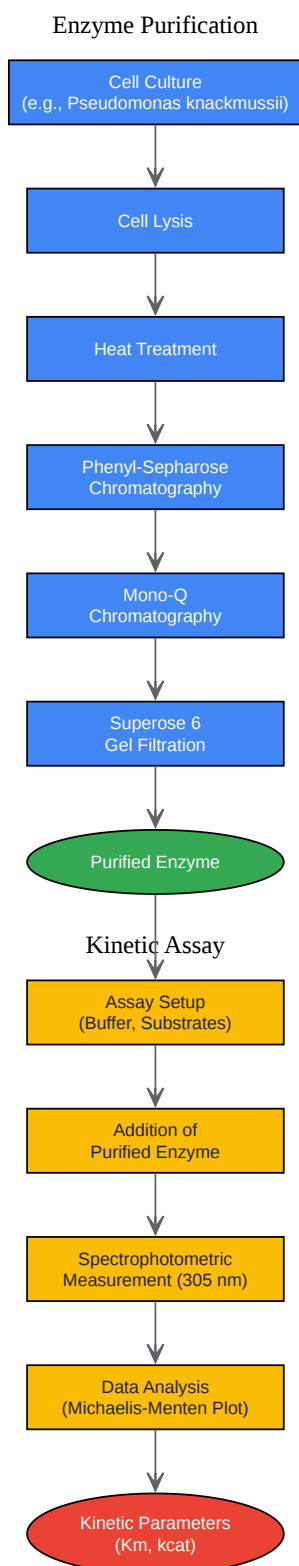 Enzyme Purification
Cell Culture
(e.g., Pseudomonas knackmussii)
Cell Lysis
Heat Treatment
Phenyl-Sepharose
Chromatography
Mono-Q
Chromatography
Superose 6
Gel Filtration
Purified Enzyme
Kinetic Assay
Assay Setup
(Buffer, Substrates)
Addition of
Purified Enzyme
Spectrophotometric
Measurement (305 nm)
Data Analysis
(Michaelis-Menten Plot)
Kinetic Parameters
(Km, kcat)